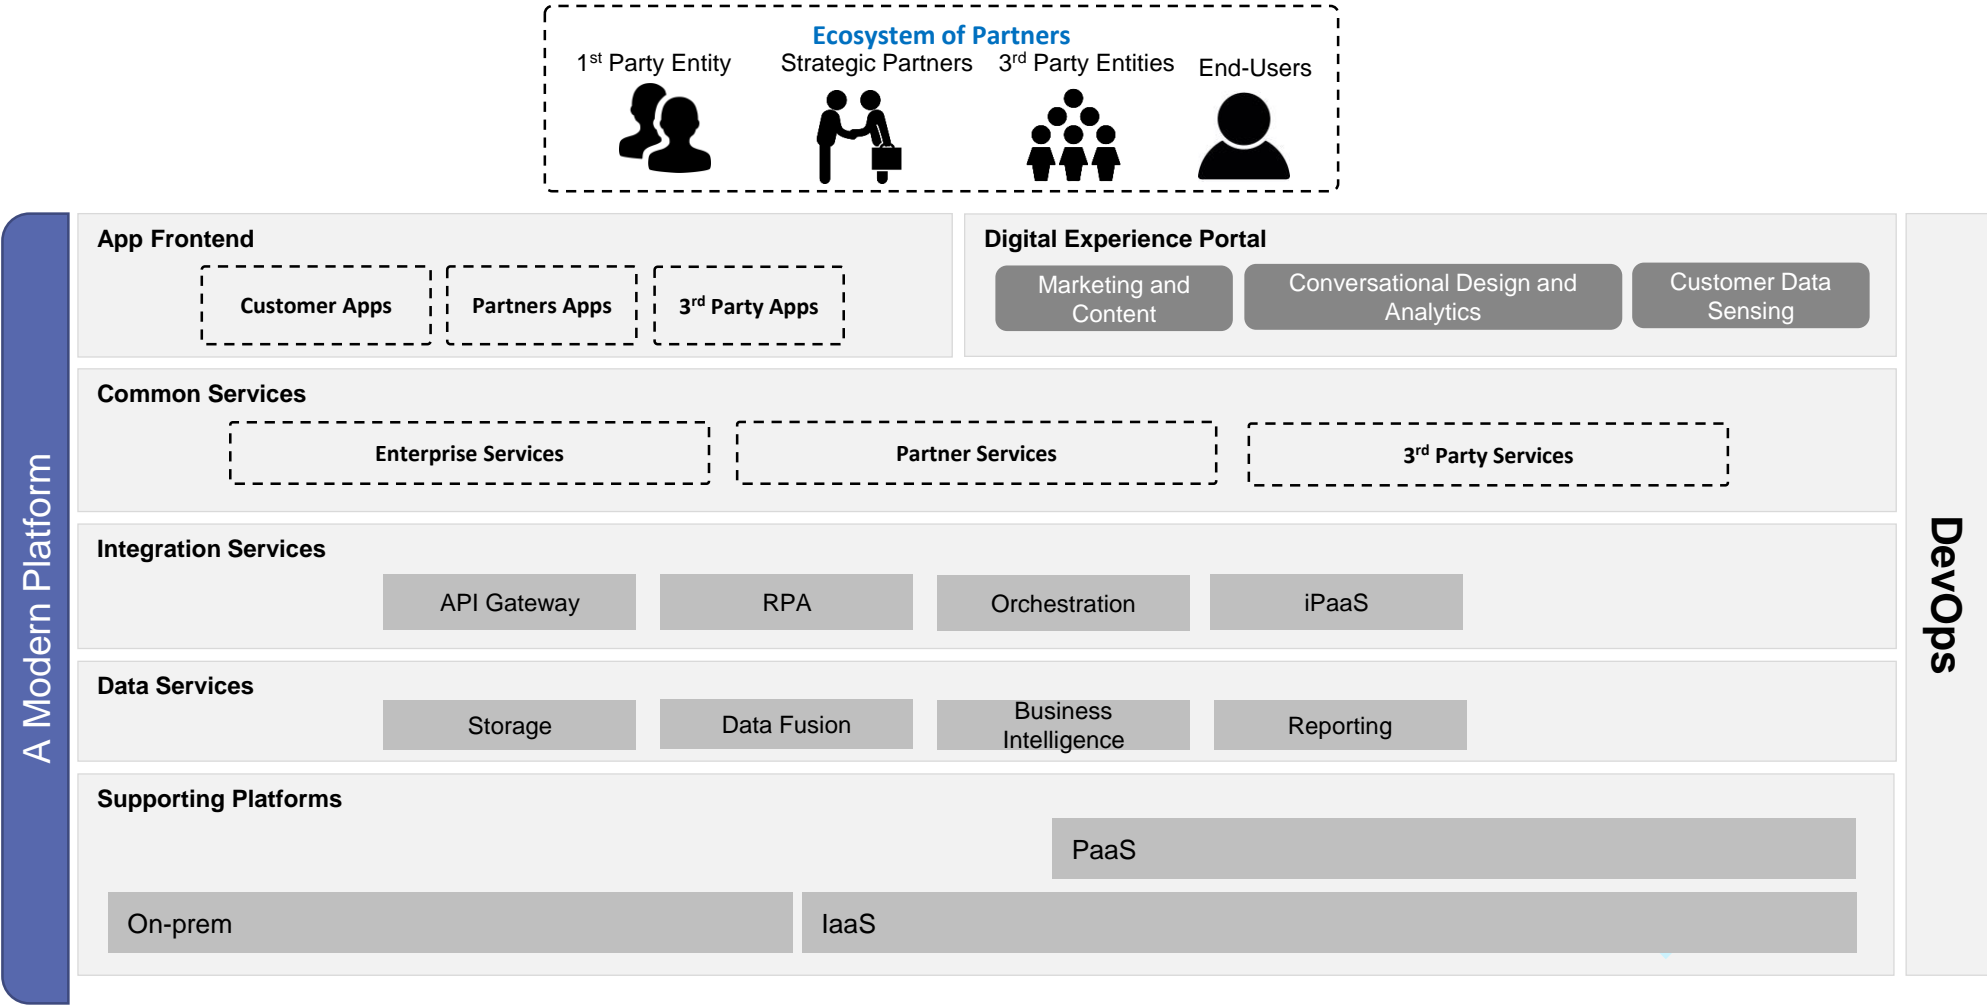 Ecosystem of Partners
1st Party Entity
Strategic Partners
3rd Party Entities
End-Users
A Modern Platform
App Frontend
Customer Apps
Partners Apps
3rd Party Apps
Digital Experience Portal
Marketing and
Content
Conversational Design and
Analytics
Customer Data
Sensing
Common Services
Enterprise Services
Partner Services
3rd Party Services
Integration Services
API Gateway
RPA
Orchestration
iPaaS
Data Services
Storage
Data Fusion
Business
Intelligence
Reporting
Supporting Platforms
PaaS
On-prem
IaaS
DevOps